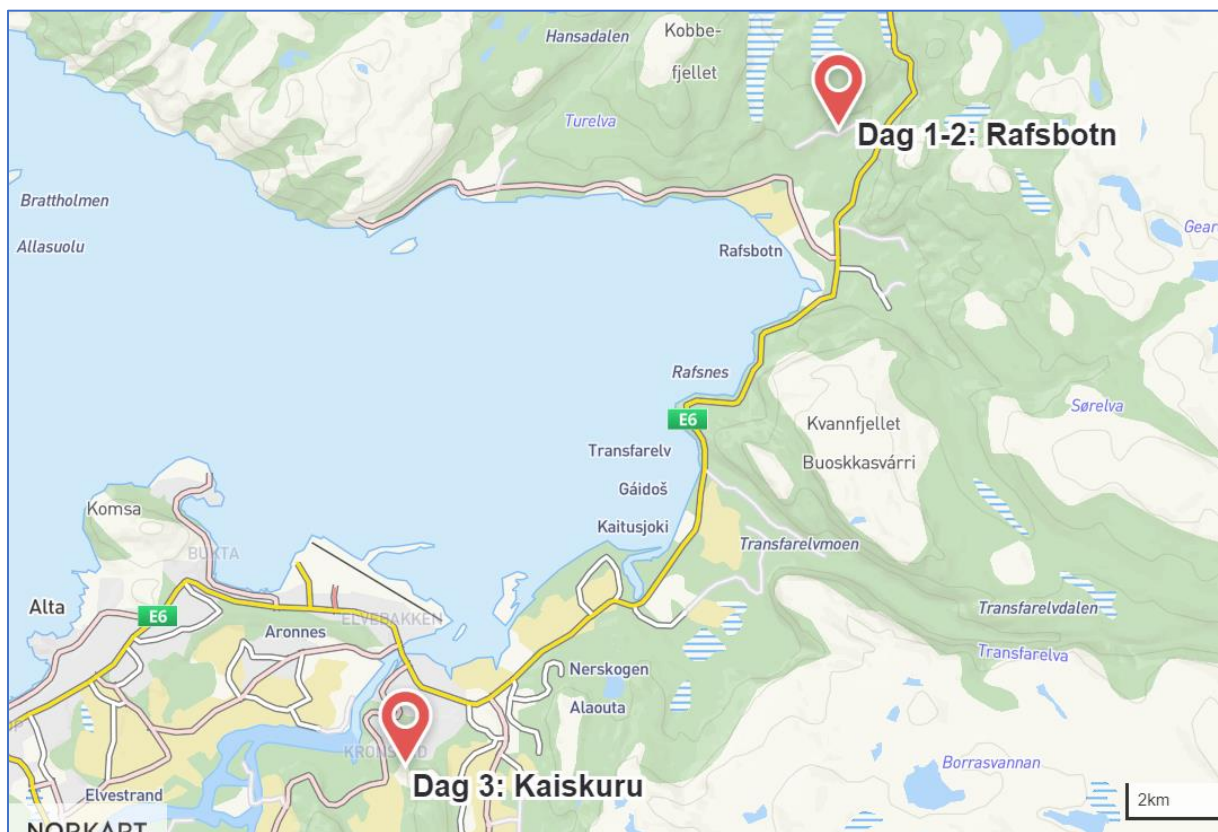 Hansadalen
Kobbe-
fjellet
Turelva
Dag 1-2: Rafsbotn
Brattholmen
Allasuolu
Rafsbotn
Rafsnes
E6
Kvannfjellet
Buoskkasvárri
Sørelva
Transfarelv
Gáidoš
Kaitusjoki
Transfarelvmoen
Komsa
BUKTA
Alta
E6
Aronnes
ELVEBAKKEN
Transfarelvdalen
Transfarelva
Nerskogen
Alaouta
Dag 3: Kaiskuru
Borrasvannan
Elvestrand
2km
NORKART